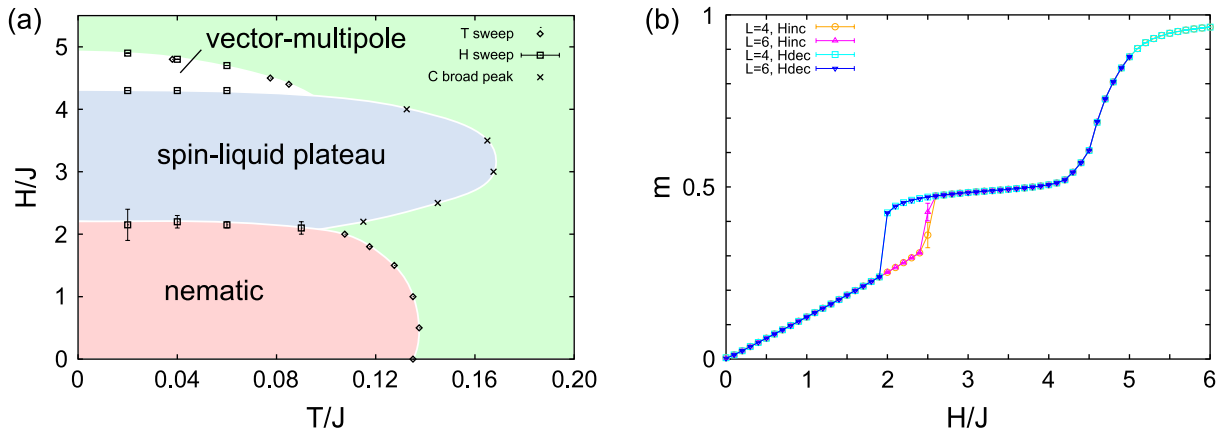 (a)
vector-multipole
T sweep
H sweep
C broad peak
spin-liquid plateau
nematic
H/J
5
4
3
2
1
0
0 0.04 0.08 0.12 0.16 0.20
T/J
(b)
L=4, Hinc
L=6, Hinc
L=4, Hdec
L=6, Hdec
m
1
0.5
0
0 1 2 3 4 5 6
H/J